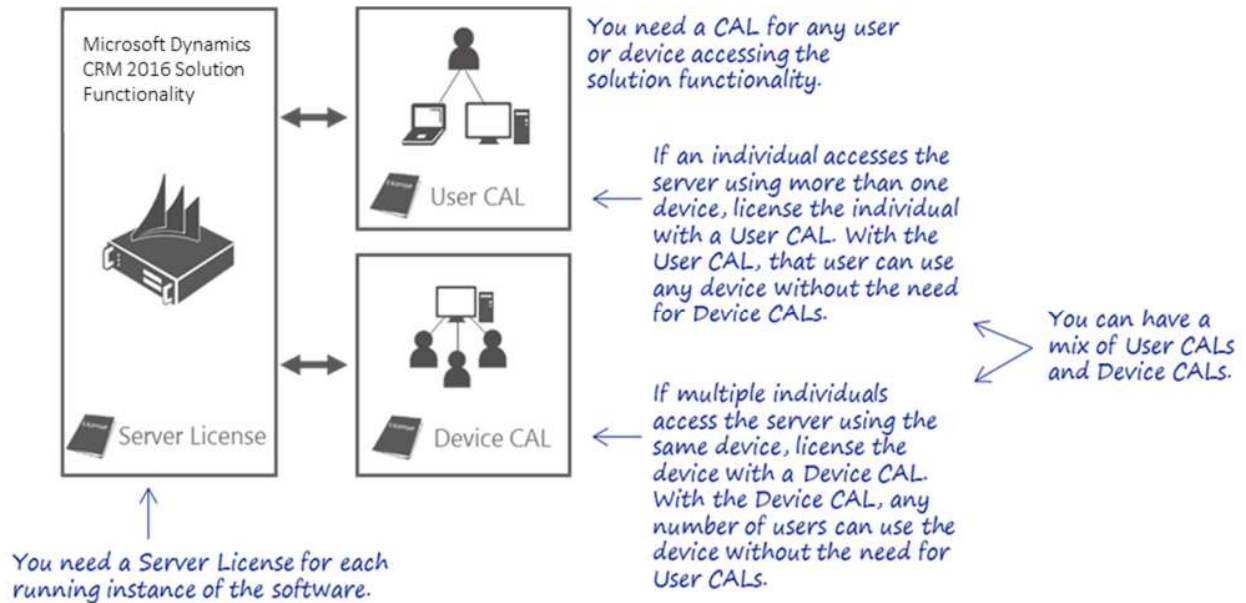 Microsoft Dynamics
CRM 2016 Solution
Functionality
Server License
User CAL
Device CAL
You need a CAL for any user
or device accessing the
solution functionality.
If an individual accesses the
server using more than one
device, license the individual
with a User CAL. With the
User CAL, that user can use
any device without the need
for Device CALs.
You can have a
mix of User CALs
and Device CALs.
If multiple individuals
access the server using the
same device, license the
device with a Device CAL.
With the Device CAL, any
number of users can use the
device without the need for
User CALs.
You need a Server License for each
running instance of the software.